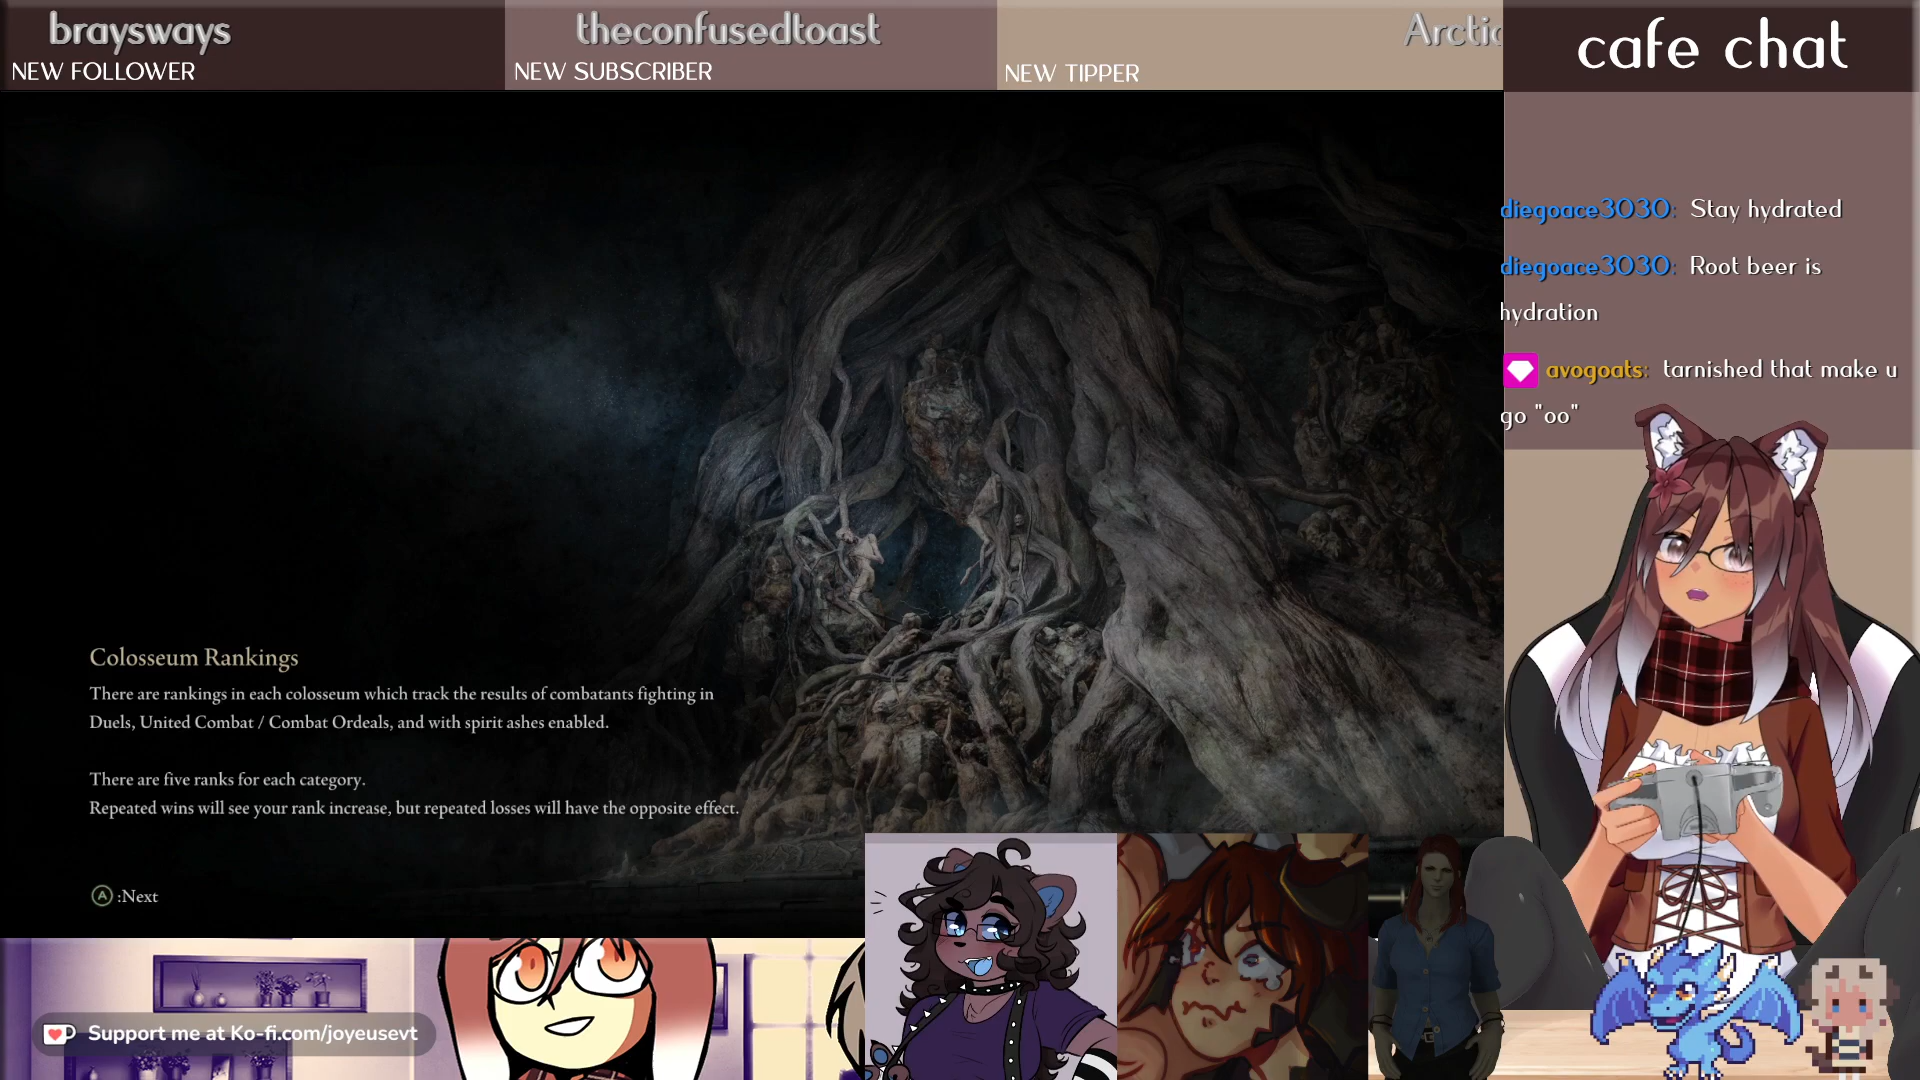 braysways
NEW FOLLOWER
theconfusedtoast
NEW SUBSCRIBER
Arctic
NEW TIPPER
cafe chat
diegoace3030: Stay hydrated
diegoace3030: Root beer is
hydration
avogoats: tarnished that make u
go "oo"
Colosseum Rankings
There are rankings in each colosseum which track the results of combatants fighting in
Duels, United Combat / Combat Ordeals, and with spirit ashes enabled.
There are five ranks for each category.
Repeated wins will see your rank increase, but repeated losses will have the opposite effect.
A :Next
Support me at Ko-fi.com/joyeusevt